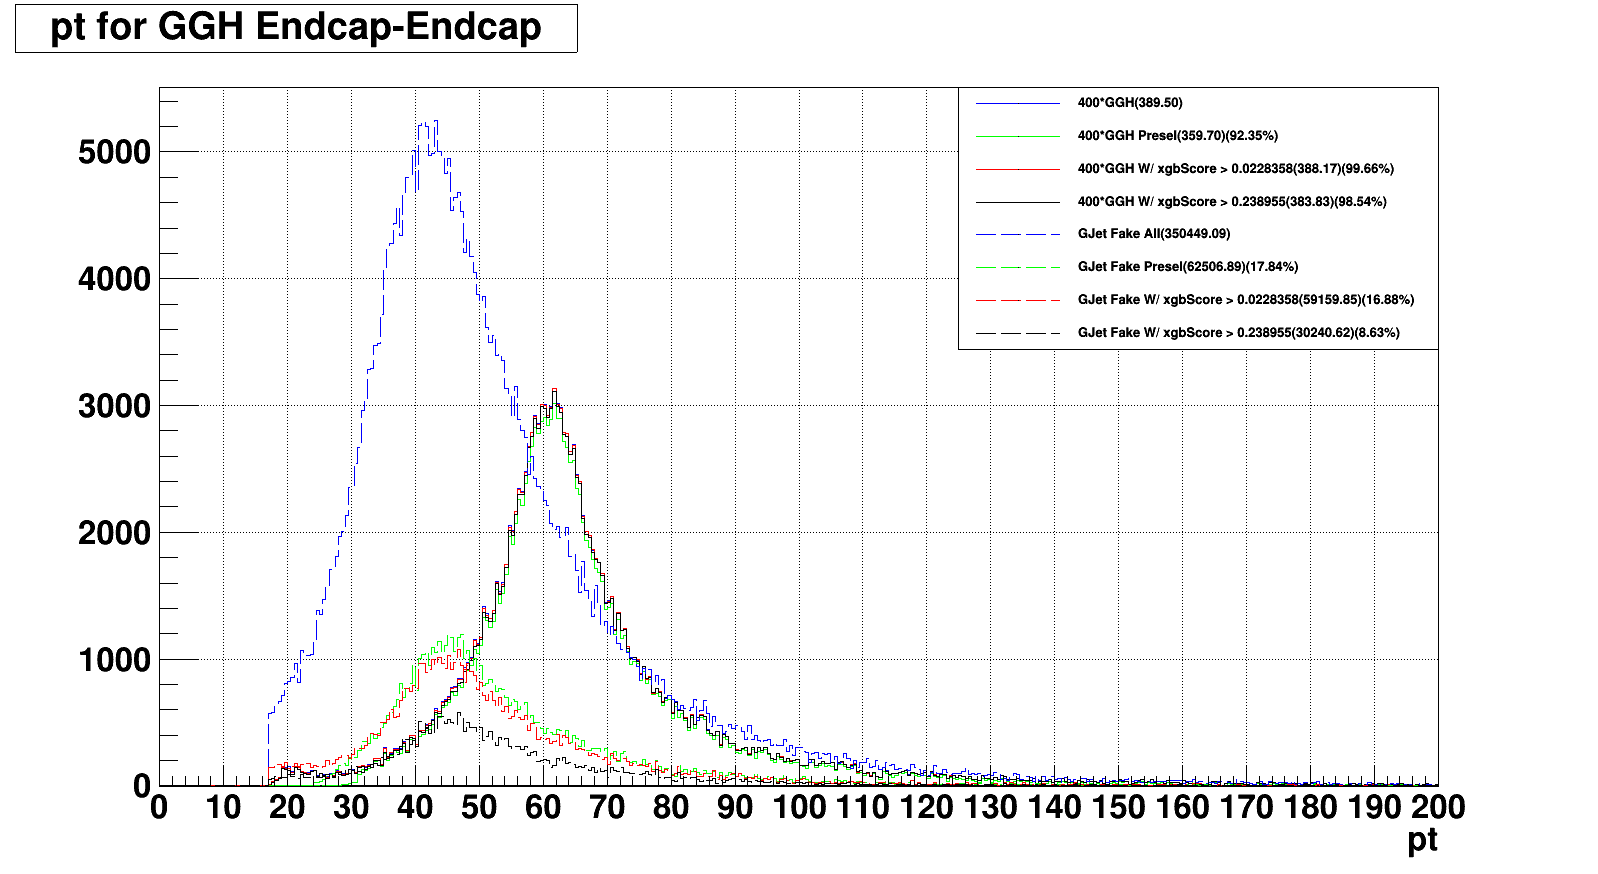 pt for GGH Endcap-Endcap
400*GGH(389.50)
400*GGH Presel(359.70)(92.35%)
400*GGH W/ xgbScore > 0.0228358(388.17)(99.66%)
400*GGH W/ xgbScore > 0.238955(383.83)(98.54%)
GJet Fake All(350449.09)
GJet Fake Presel(62506.89)(17.84%)
GJet Fake W/ xgbScore > 0.0228358(59159.85)(16.88%)
GJet Fake W/ xgbScore > 0.238955(30240.62)(8.63%)
5000
4000
3000
2000
1000
0
0 10 20 30 40 50 60 70 80 90 100 110 120 130 140 150 160 170 180 190 200
pt